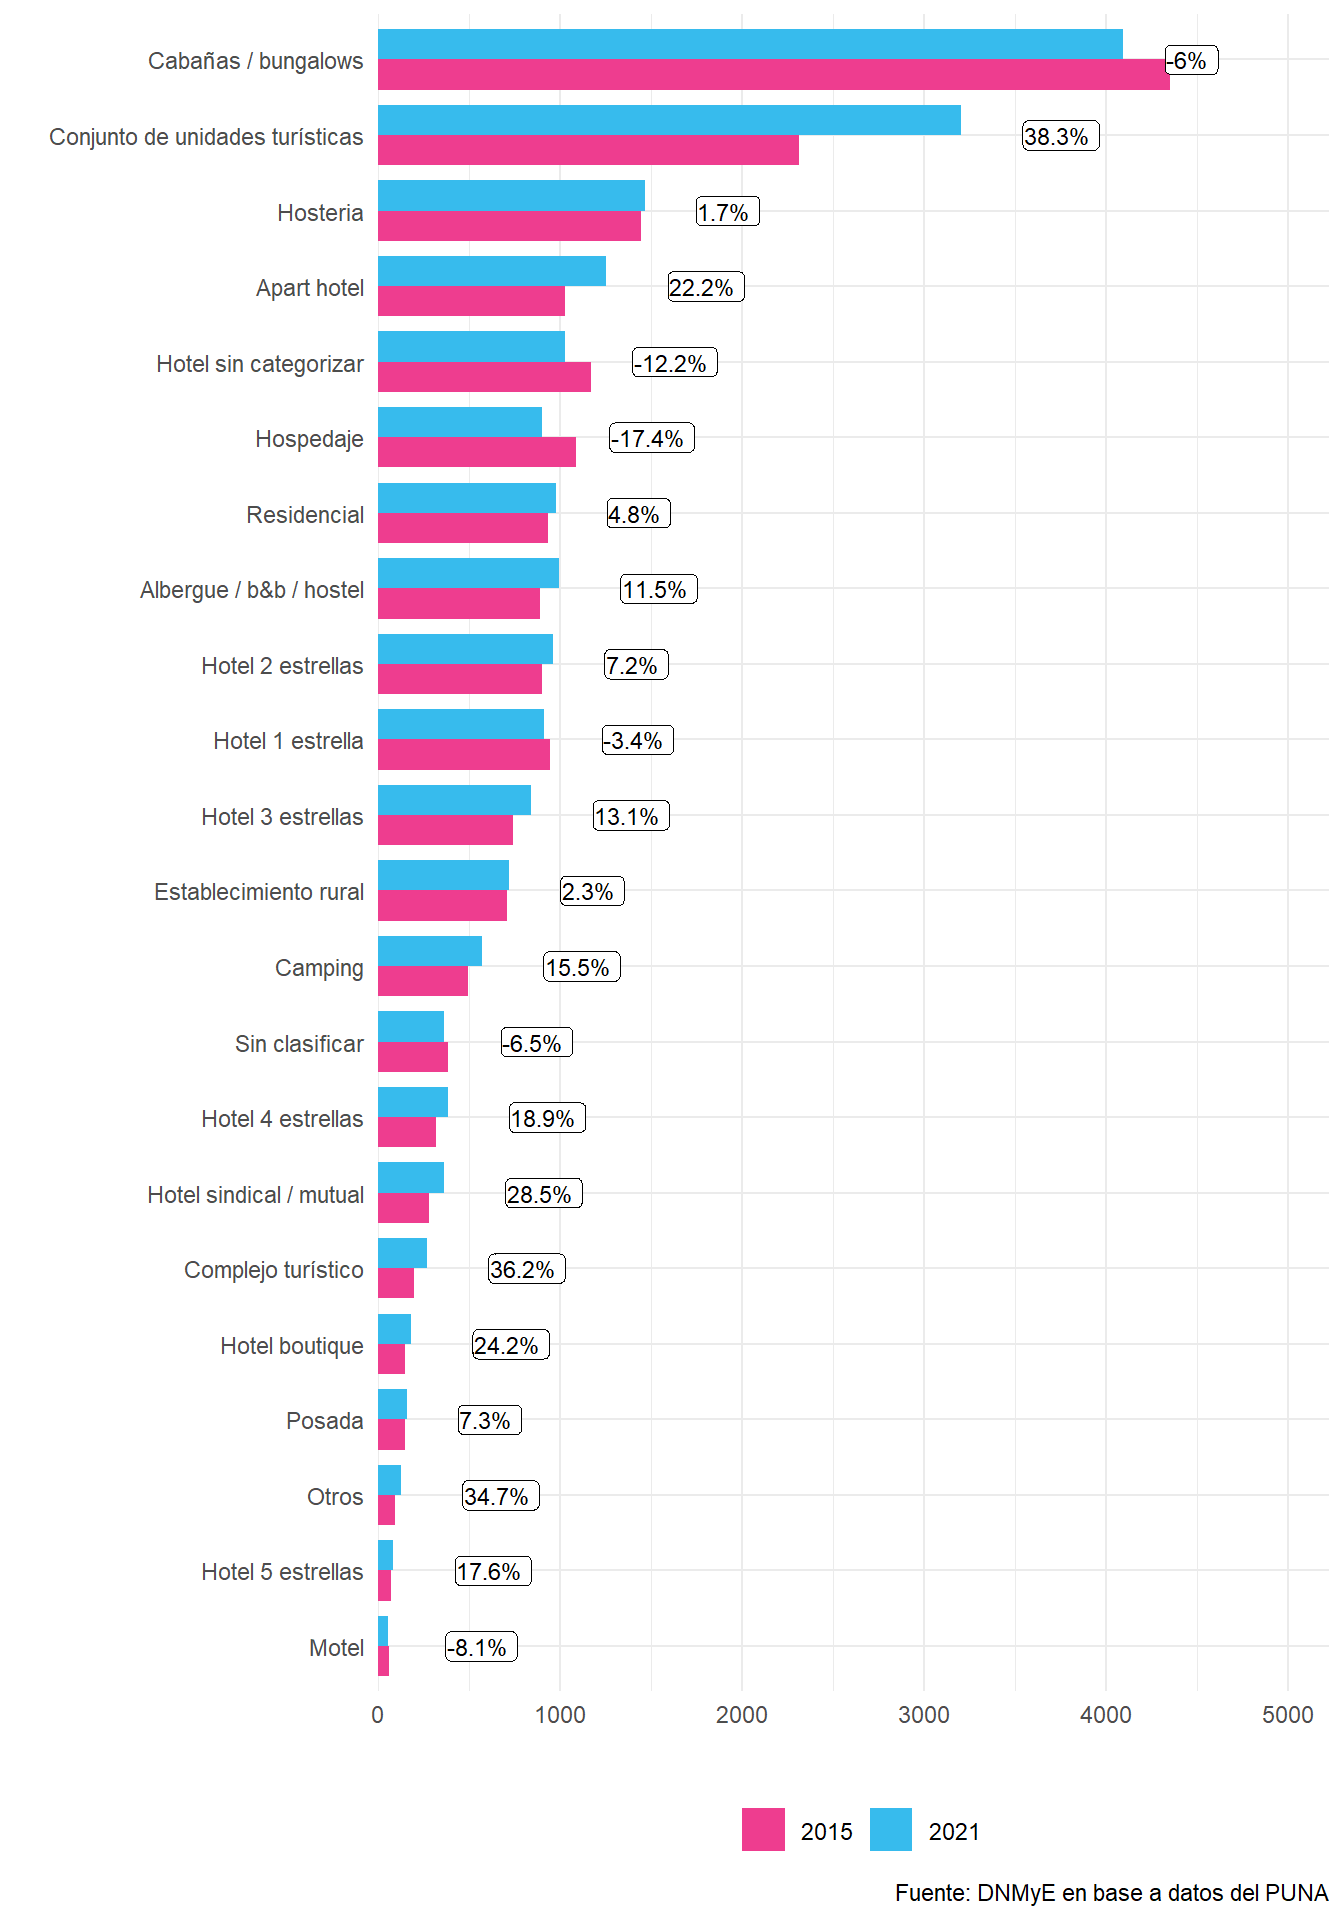 Cabañas / bungalows
-6%
Conjunto de unidades turísticas
38.3%
Hosteria
1.7%
Apart hotel
22.2%
Hotel sin categorizar
-12.2%
Hospedaje
-17.4%
Residencial
4.8%
Albergue / b&b / hostel
11.5%
Hotel 2 estrellas
7.2%
Hotel 1 estrella
-3.4%
Hotel 3 estrellas
13.1%
Establecimiento rural
2.3%
Camping
15.5%
Sin clasificar
-6.5%
Hotel 4 estrellas
18.9%
Hotel sindical / mutual
28.5%
Complejo turístico
36.2%
Hotel boutique
24.2%
Posada
7.3%
Otros
34.7%
Hotel 5 estrellas
17.6%
Motel
-8.1%
0 1000 2000 3000 4000 5000
2015 2021
Fuente: DNMyE en base a datos del PUNA